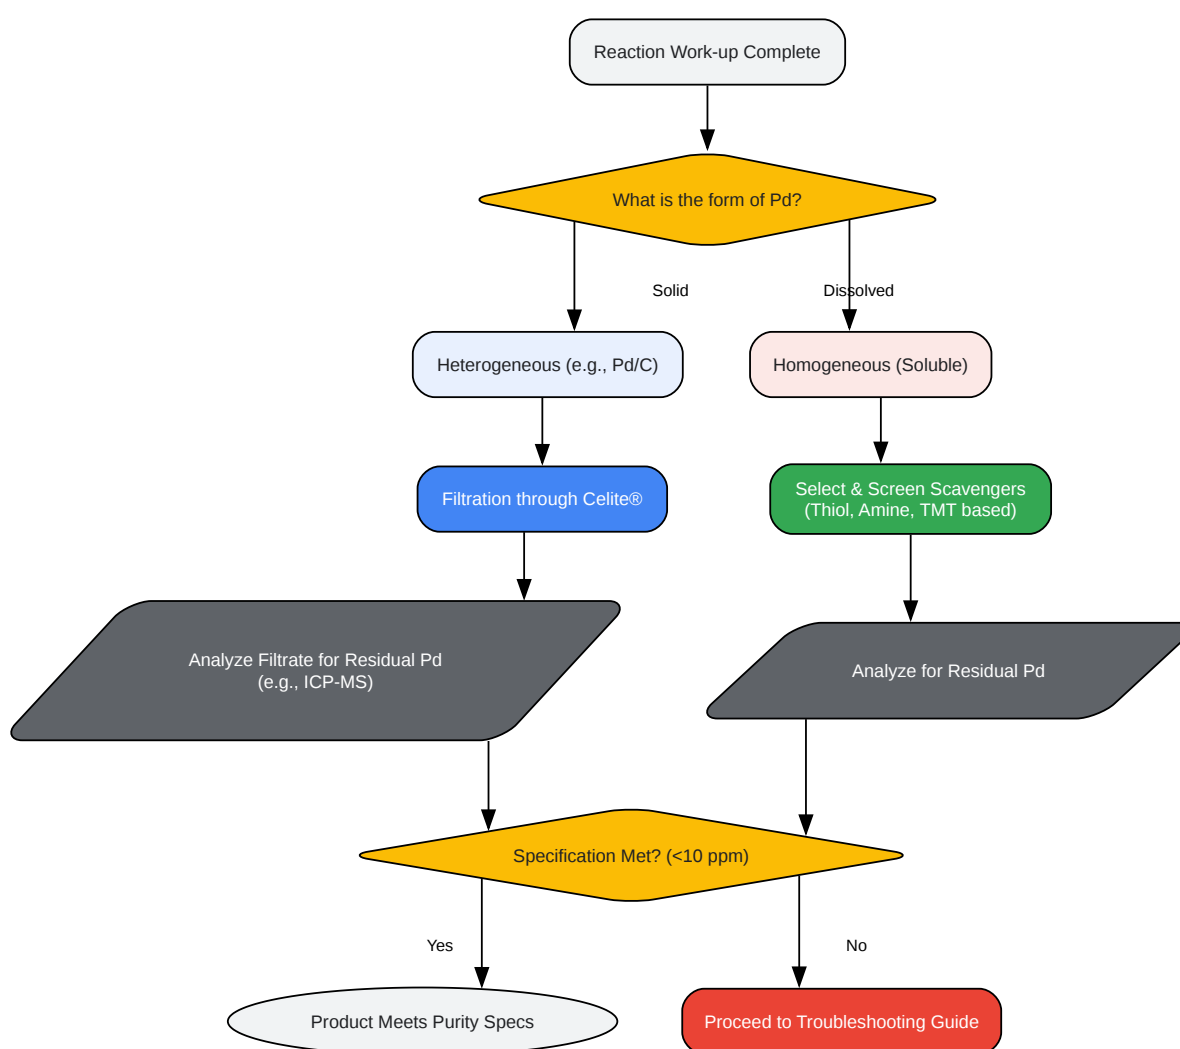 Reaction Work-up Complete
What is the form of Pd?
Solid
Dissolved
Heterogeneous (e.g., Pd/C)
Homogeneous (Soluble)
Filtration through Celite®
Select & Screen Scavengers
(Thiol, Amine, TMT based)
Analyze Filtrate for Residual Pd
(e.g., ICP-MS)
Analyze for Residual Pd
Specification Met? (<10 ppm)
Yes
No
Product Meets Purity Specs
Proceed to Troubleshooting Guide